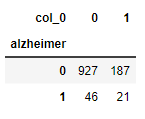 col_0 0 1
alzheimer
0 927 187
1 46 21